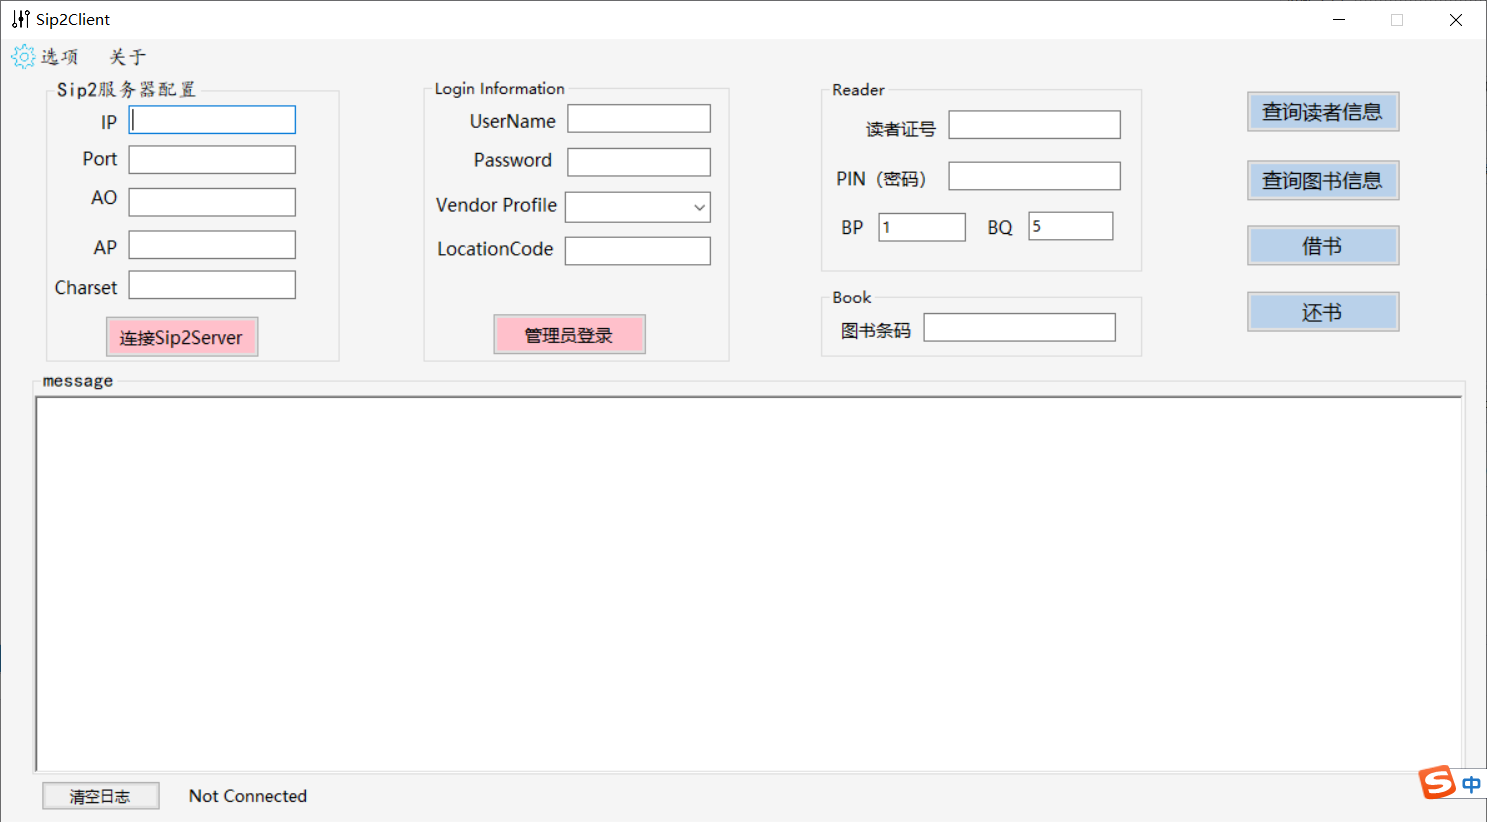 Sip2Client
选项 关于
Sip2服务器配置
IP
Port
AO
AP
Charset
连接Sip2Server
Login Information
UserName
Password
Vendor Profile
LocationCode
管理员登录
Reader
读者证号
PIN（密码）
BP 1 BQ 5
Book
图书条码
查询读者信息
查询图书信息
借书
还书
message
清空日志 Not Connected
S 中